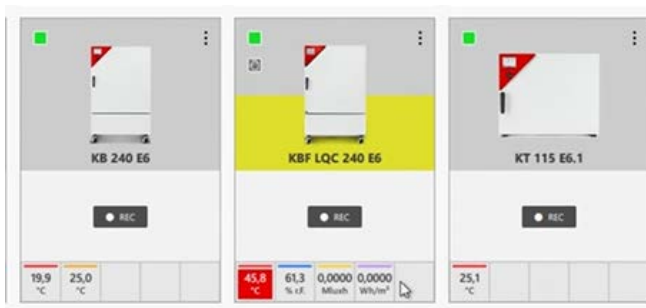 KB 240 E6
REC
19,9 25,0
°C °C
KBF LQC 240 E6
REC
45,8 61,3 0,0000 0,0000
°C % r.F. Mluxh Wh/m²
KT 115 E6.1
REC
25,1
°C